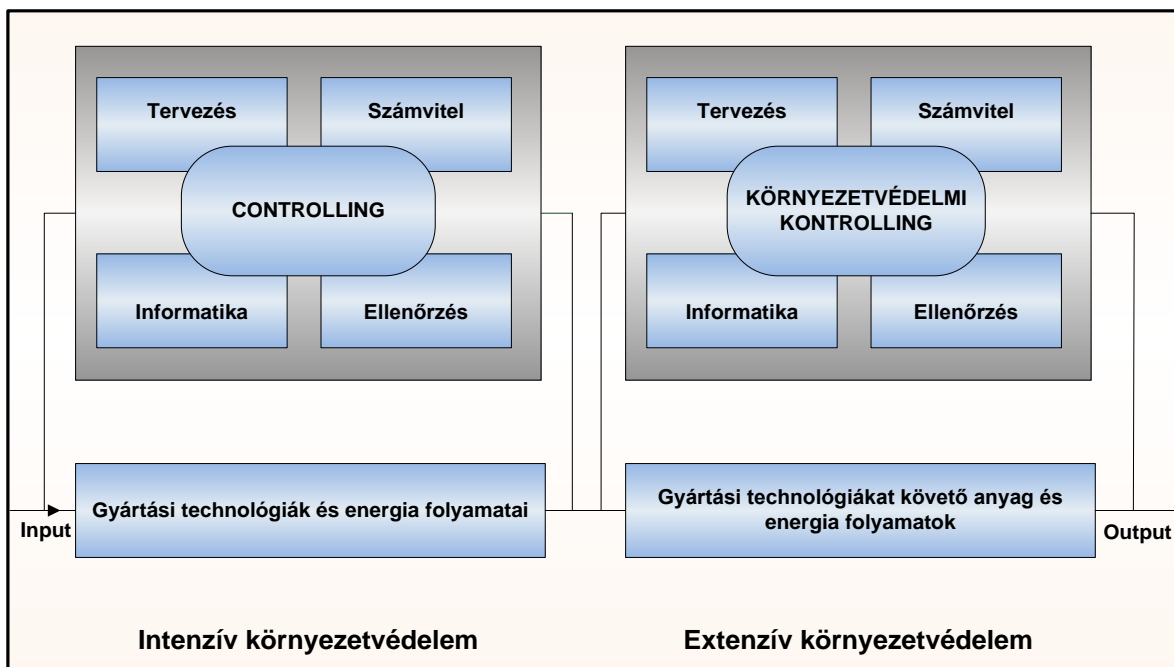 Tervezés
Számvitel
CONTROLLING
Informatika
Ellenőrzés
Tervezés
Számvitel
KÖRNYEZETVÉDELMI
KONTROLLING
Informatika
Ellenőrzés
Input
Gyártási technológiák és energia folyamatai
Gyártási technológiákat követő anyag és
energia folyamatok
Output
Intenzív környezetvédelem
Extenzív környezetvédelem